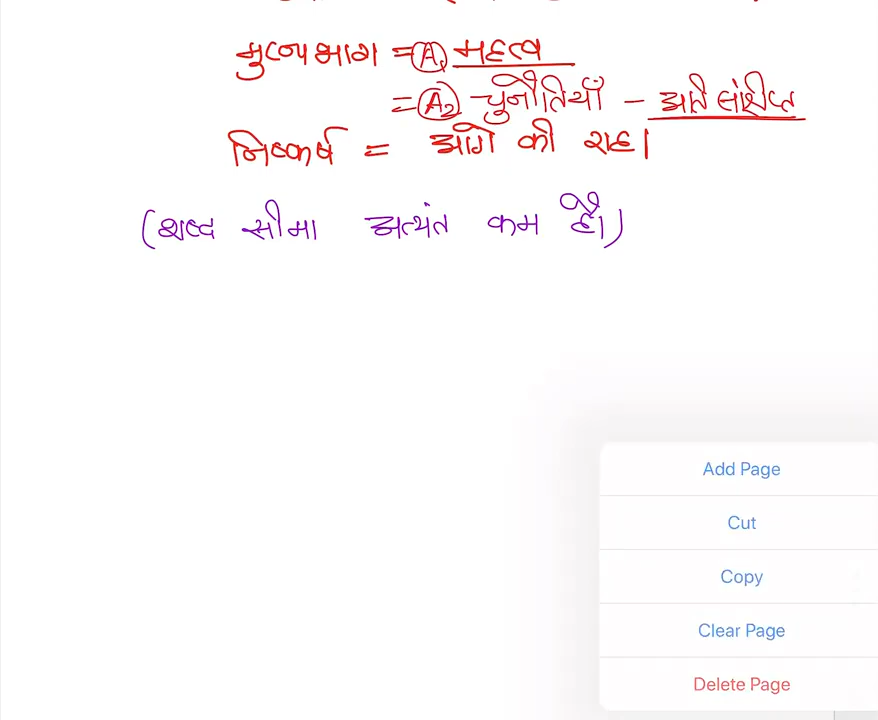 मुख्य भाग = A₁ महत्व
= A₂ चुनौतियाँ - अति संक्षिप्त
निष्कर्ष = आगे की राह।
(शब्द सीमा अत्यंत कम है।)
Add Page
Cut
Copy
Clear Page
Delete Page